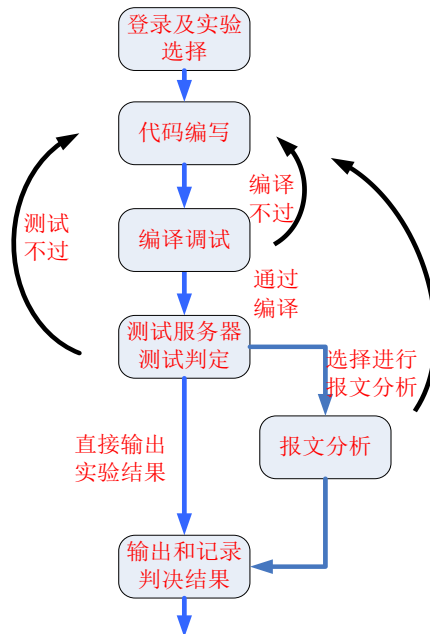 登录及实验
选择
代码编写
编译
不过
测试
不过
编译调试
通过
编译
测试服务器
测试判定
选择进行
报文分析
直接输出
实验结果
报文分析
输出和记录
判决结果